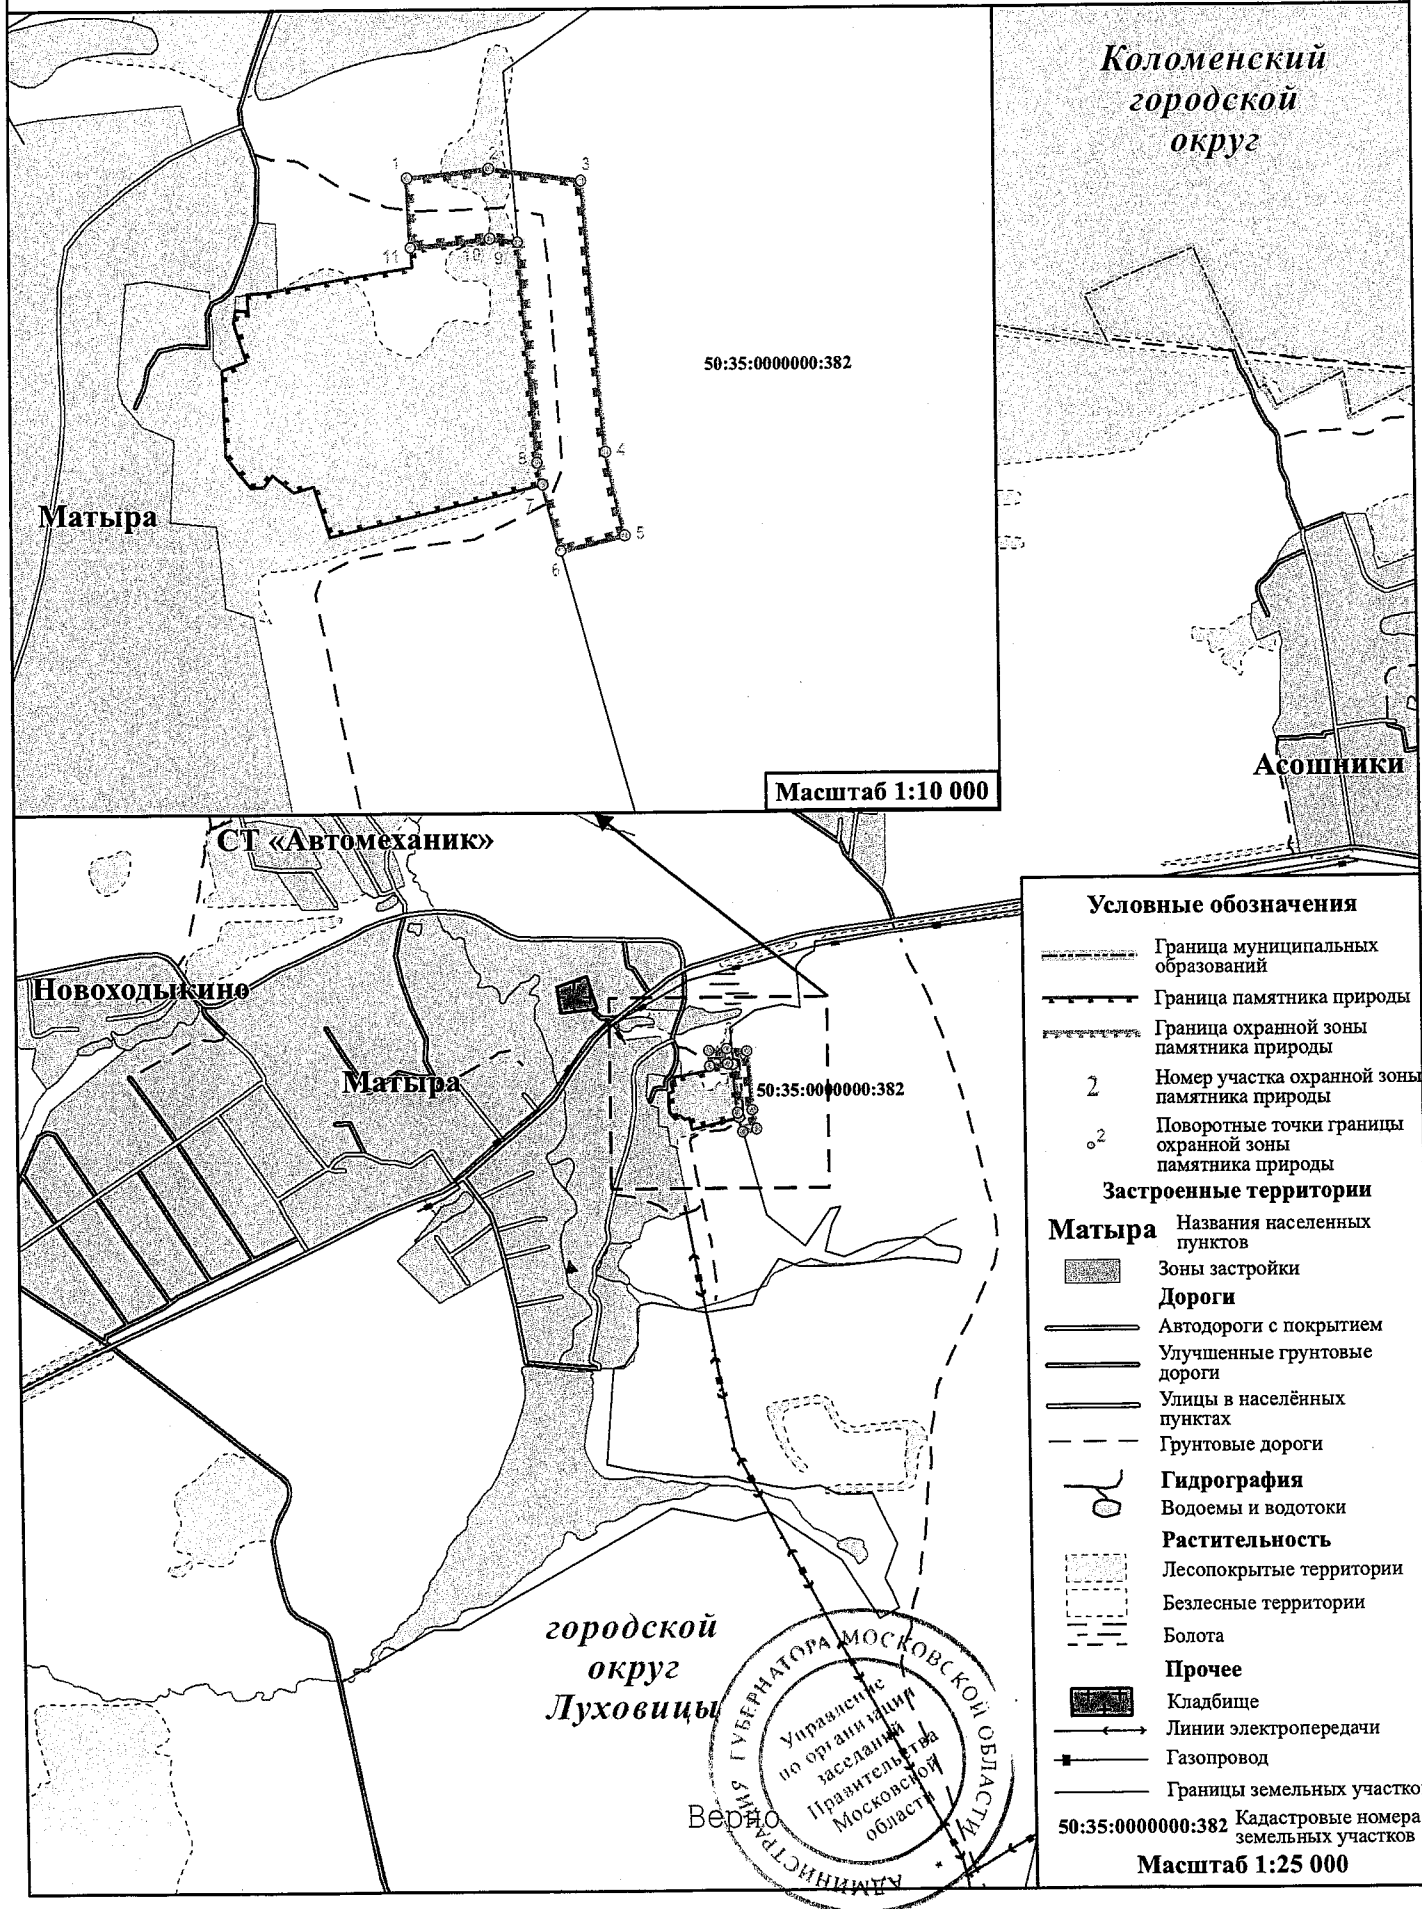 Коломенский
городской
округ
1
2
3
11
10
9
50:35:0000000:382
8
4
Матыра
7
5
6
Асошники
Масштаб 1:10 000
СТ «Автомеханик»
Новоходыкино
Матыра
50:35:0000000:382
городской
округ
Луховицы
Верно
АДМИНИСТРАЦИЯ ГУБЕРНАТОРА МОСКОВСКОЙ ОБЛАСТИ
Управление
по организации
заседаний
Правительства
Московской
области
Условные обозначения
Граница муниципальных
образований
Граница памятника природы
Граница охранной зоны
памятника природы
2
Номер участка охранной зоны
памятника природы
2
Поворотные точки границы
охранной зоны
памятника природы
Застроенные территории
Матыра Названия населенных
пунктов
Зоны застройки
Дороги
Автодороги с покрытием
Улучшенные грунтовые
дороги
Улицы в населённых
пунктах
Грунтовые дороги
Гидрография
Водоемы и водотоки
Растительность
Лесопокрытые территории
Безлесные территории
Болота
Прочее
Кладбище
Линии электропередачи
Газопровод
Границы земельных участко
50:35:0000000:382 Кадастровые номера
земельных участков
Масштаб 1:25 000